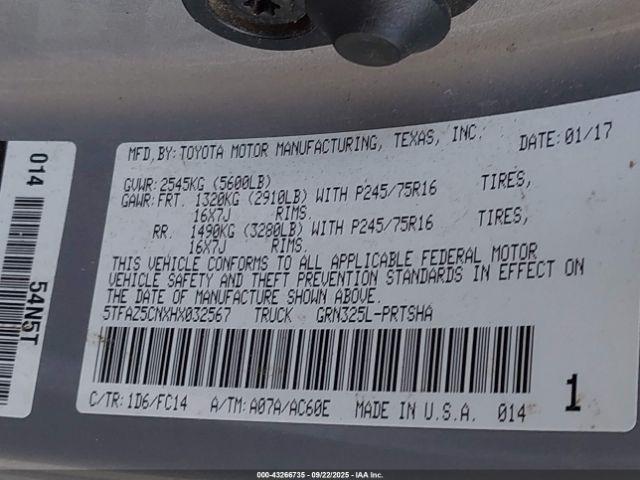 MFD.BY: TOYOTA MOTOR MANUFACTURING, TEXAS, INC. DATE: 01/17
GVWR: 2545KG (5600LB)
GAWR: FRT. 1320KG (2910LB) WITH P245/75R16 TIRES,
16X7J RIMS.
RR. 1490KG (3280LB) WITH P245/75R16 TIRES,
16X7J RIMS.
THIS VEHICLE CONFORMS TO ALL APPLICABLE FEDERAL MOTOR
VEHICLE SAFETY AND THEFT PREVENTION STANDARDS IN EFFECT ON
THE DATE OF MANUFACTURE SHOWN ABOVE.
5TFAZ5CNXHX032567 TRUCK GRN325L-PRTSHA
C/TR: 1D6/FC14 A/TM: A07A/AC60E MADE IN U.S.A. 014 1
014 54N5T
000-43266735 - 09/22/2025 - IAA, Inc.